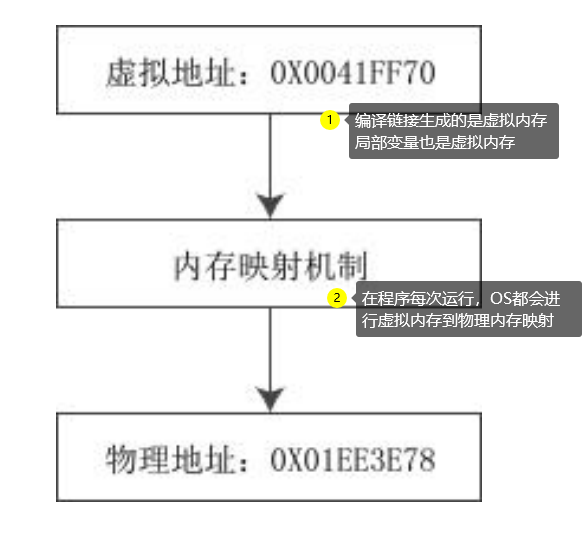 虚拟地址：0X0041FF70
1
编译链接生成的是虚拟内存
局部变量也是虚拟内存
内存映射机制
2
在程序每次运行，OS都会进
行虚拟内存到物理内存映射
物理地址：0X01EE3E78